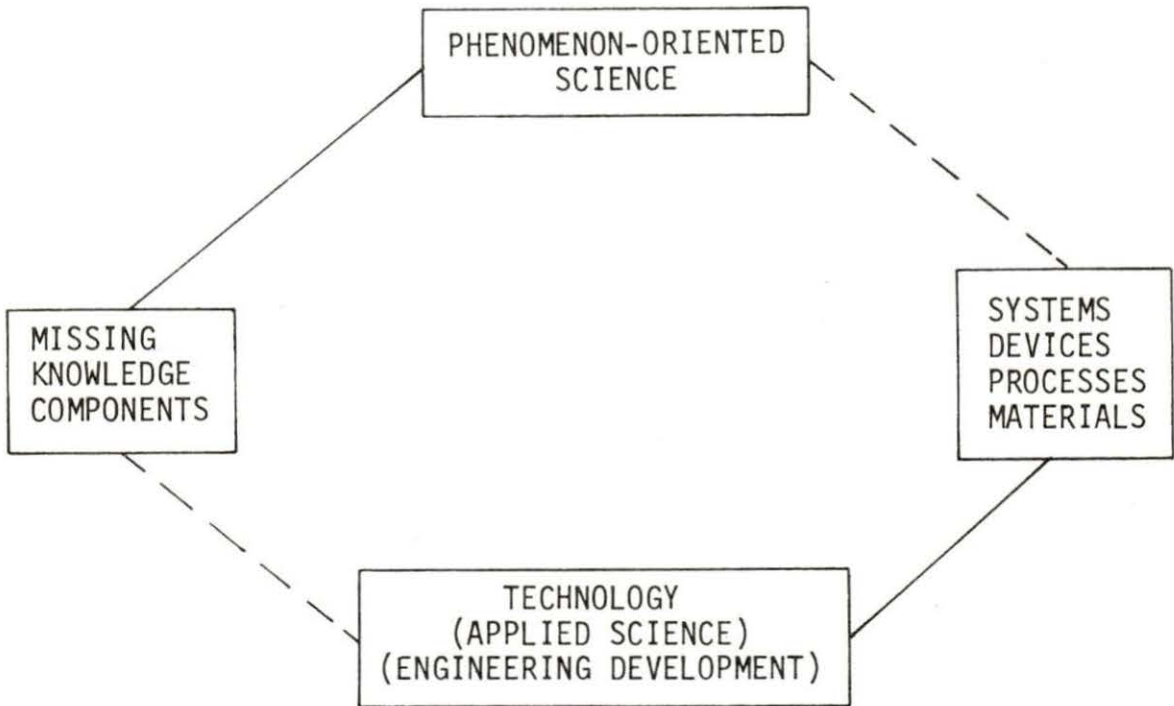 PHENOMENON-ORIENTED
SCIENCE
MISSING
KNOWLEDGE
COMPONENTS
SYSTEMS
DEVICES
PROCESSES
MATERIALS
TECHNOLOGY
(APPLIED SCIENCE)
(ENGINEERING DEVELOPMENT)